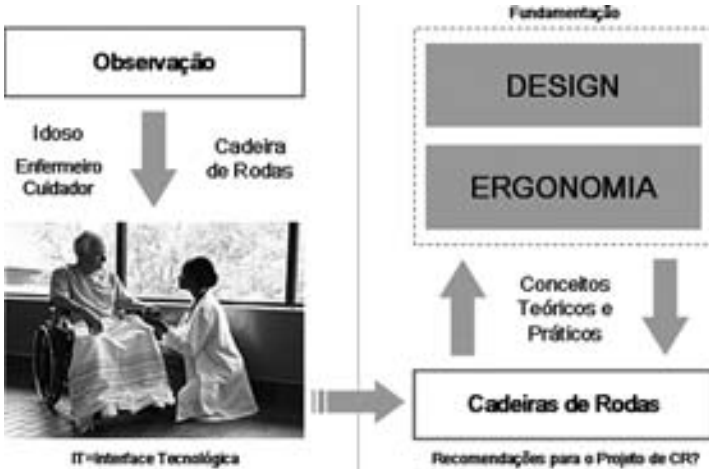 Observação
Idoso
Enfermeiro
Cuidador
Cadeira
de Rodas
IT=Interface Tecnológica
Fundamentação
DESIGN
ERGONOMIA
Conceitos
Teóricos e
Práticos
Cadeiras de Rodas
Recomendações para o Projeto de CR?